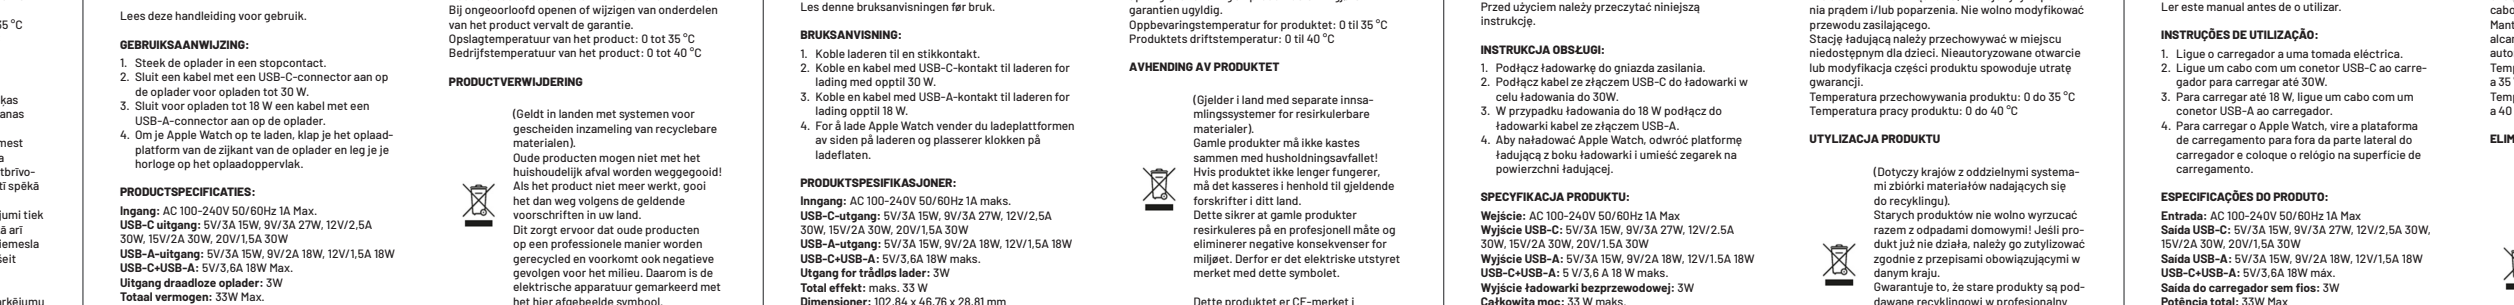 35 °C
ķas
anas
mest
a
tbrīvo-
tī spēkā
jumi tiek
ā arī
iemesla
šeit
Lees deze handleiding voor gebruik.
GEBRUIKSAANWIJZING:
1. Steek de oplader in een stopcontact.
2. Sluit een kabel met een USB-C-connector aan op
de oplader voor opladen tot 30 W.
3. Sluit voor opladen tot 18 W een kabel met een
USB-A-connector aan op de oplader.
4. Om je Apple Watch op te laden, klap je het oplaad-
platform van de zijkant van de oplader en leg je je
horloge op het oplaadoppervlak.
PRODUCTSPECIFICATIES:
Ingang: AC 100-240V 50/60Hz 1A Max.
USB-C uitgang: 5V/3A 15W, 9V/3A 27W, 12V/2,5A
30W, 15V/2A 30W, 20V/1,5A 30W
USB-A-uitgang: 5V/3A 15W, 9V/2A 18W, 12V/1,5A 18W
USB-C+USB-A: 5V/3,6A 18W Max.
Uitgang draadloze oplader: 3W
Totaal vermogen: 33W Max.
Bij ongeoorloofd openen of wijzigen van onderdelen
van het product vervalt de garantie.
Opslagtemperatuur van het product: 0 tot 35 °C
Bedrijfstemperatuur van het product: 0 tot 40 °C
PRODUCTVERWIJDERING
(Geldt in landen met systemen voor
gescheiden inzameling van recyclebare
materialen).
Oude producten mogen niet met het
huishoudelijk afval worden weggegooid!
Als het product niet meer werkt, gooi
het dan weg volgens de geldende
voorschriften in uw land.
Dit zorgt ervoor dat oude producten
op een professionele manier worden
gerecycled en voorkomt ook negatieve
gevolgen voor het milieu. Daarom is de
elektrische apparatuur gemarkeerd met
het hier afgebeelde symbool.
Les denne bruksanvisningen før bruk.
BRUKSANVISNING:
1. Koble laderen til en stikkontakt.
2. Koble en kabel med USB-C-kontakt til laderen for
lading med opptil 30 W.
3. Koble en kabel med USB-A-kontakt til laderen for
lading opptil 18 W.
4. For å lade Apple Watch vender du ladeplattformen
av siden på laderen og plasserer klokken på
ladeflaten.
PRODUKTSPESIFIKASJONER:
Inngang: AC 100-240V 50/60Hz 1A maks.
USB-C-utgang: 5V/3A 15W, 9V/3A 27W, 12V/2,5A
30W, 15V/2A 30W, 20V/1,5A 30W
USB-A-utgang: 5V/3A 15W, 9V/2A 18W, 12V/1,5A 18W
USB-C+USB-A: 5V/3,6A 18W maks.
Utgang for trådløs lader: 3W
Total effekt: maks. 33 W
Dimensjoner: 102,84 x 46,76 x 28,81 mm
garantien ugyldig.
Oppbevaringstemperatur for produktet: 0 til 35 °C
Produktets driftstemperatur: 0 til 40 °C
AVHENDING AV PRODUKTET
(Gjelder i land med separate innsa-
mlingssystemer for resirkulerbare
materialer).
Gamle produkter må ikke kastes
sammen med husholdningsavfallet!
Hvis produktet ikke lenger fungerer,
må det kasseres i henhold til gjeldende
forskrifter i ditt land.
Dette sikrer at gamle produkter
resirkuleres på en profesjonell måte og
eliminerer negative konsekvenser for
miljøet. Derfor er det elektriske utstyret
merket med dette symbolet.
Dette produktet er CE-merket i
Przed użyciem należy przeczytać niniejszą
instrukcję.
INSTRUKCJA OBSŁUGI:
1. Podłącz ładowarkę do gniazda zasilania.
2. Podłącz kabel ze złączem USB-C do ładowarki w
celu ładowania do 30W.
3. W przypadku ładowania do 18 W podłącz do
ładowarki kabel ze złączem USB-A.
4. Aby naładować Apple Watch, odwróć platformę
ładującą z boku ładowarki i umieść zegarek na
powierzchni ładującej.
SPECYFIKACJA PRODUKTU:
Wejście: AC 100-240V 50/60Hz 1A Max
Wyjście USB-C: 5V/3A 15W, 9V/3A 27W, 12V/2.5A
30W, 15V/2A 30W, 20V/1.5A 30W
Wyjście USB-A: 5V/3A 15W, 9V/2A 18W, 12V/1.5A 18W
USB-C+USB-A: 5 V/3,6 A 18 W maks.
Wyjście ładowarki bezprzewodowej: 3W
Całkowita moc: 33 W maks.
nia prądem i/lub poparzenia. Nie wolno modyfikować
przewodu zasilającego.
Stację ładującą należy przechowywać w miejscu
niedostępnym dla dzieci. Nieautoryzowane otwarcie
lub modyfikacja części produktu spowoduje utratę
gwarancji.
Temperatura przechowywania produktu: 0 do 35 °C
Temperatura pracy produktu: 0 do 40 °C
UTYLIZACJA PRODUKTU
(Dotyczy krajów z oddzielnymi systema-
mi zbiórki materiałów nadających się
do recyklingu).
Starych produktów nie wolno wyrzucać
razem z odpadami domowymi! Jeśli pro-
dukt już nie działa, należy go zutylizować
zgodnie z przepisami obowiązującymi w
danym kraju.
Gwarantuje to, że stare produkty są pod-
dawane recyklingowi w profesjonalny
Ler este manual antes de o utilizar.
INSTRUÇÕES DE UTILIZAÇÃO:
1. Ligue o carregador a uma tomada eléctrica.
2. Ligue um cabo com um conetor USB-C ao carre-
gador para carregar até 30W.
3. Para carregar até 18 W, ligue um cabo com um
conetor USB-A ao carregador.
4. Para carregar o Apple Watch, vire a plataforma
de carregamento para fora da parte lateral do
carregador e coloque o relógio na superfície de
carregamento.
ESPECIFICAÇÕES DO PRODUTO:
Entrada: AC 100-240V 50/60Hz 1A Max
Saída USB-C: 5V/3A 15W, 9V/3A 27W, 12V/2,5A 30W,
15V/2A 30W, 20V/1,5A 30W
Saída USB-A: 5V/3A 15W, 9V/2A 18W, 12V/1,5A 18W
USB-C+USB-A: 5V/3,6A 18W máx.
Saída do carregador sem fios: 3W
Potência total: 33W Max
cabo
Mant
alcar
auto
Temp
a 35
Tem
a 40
ELIM